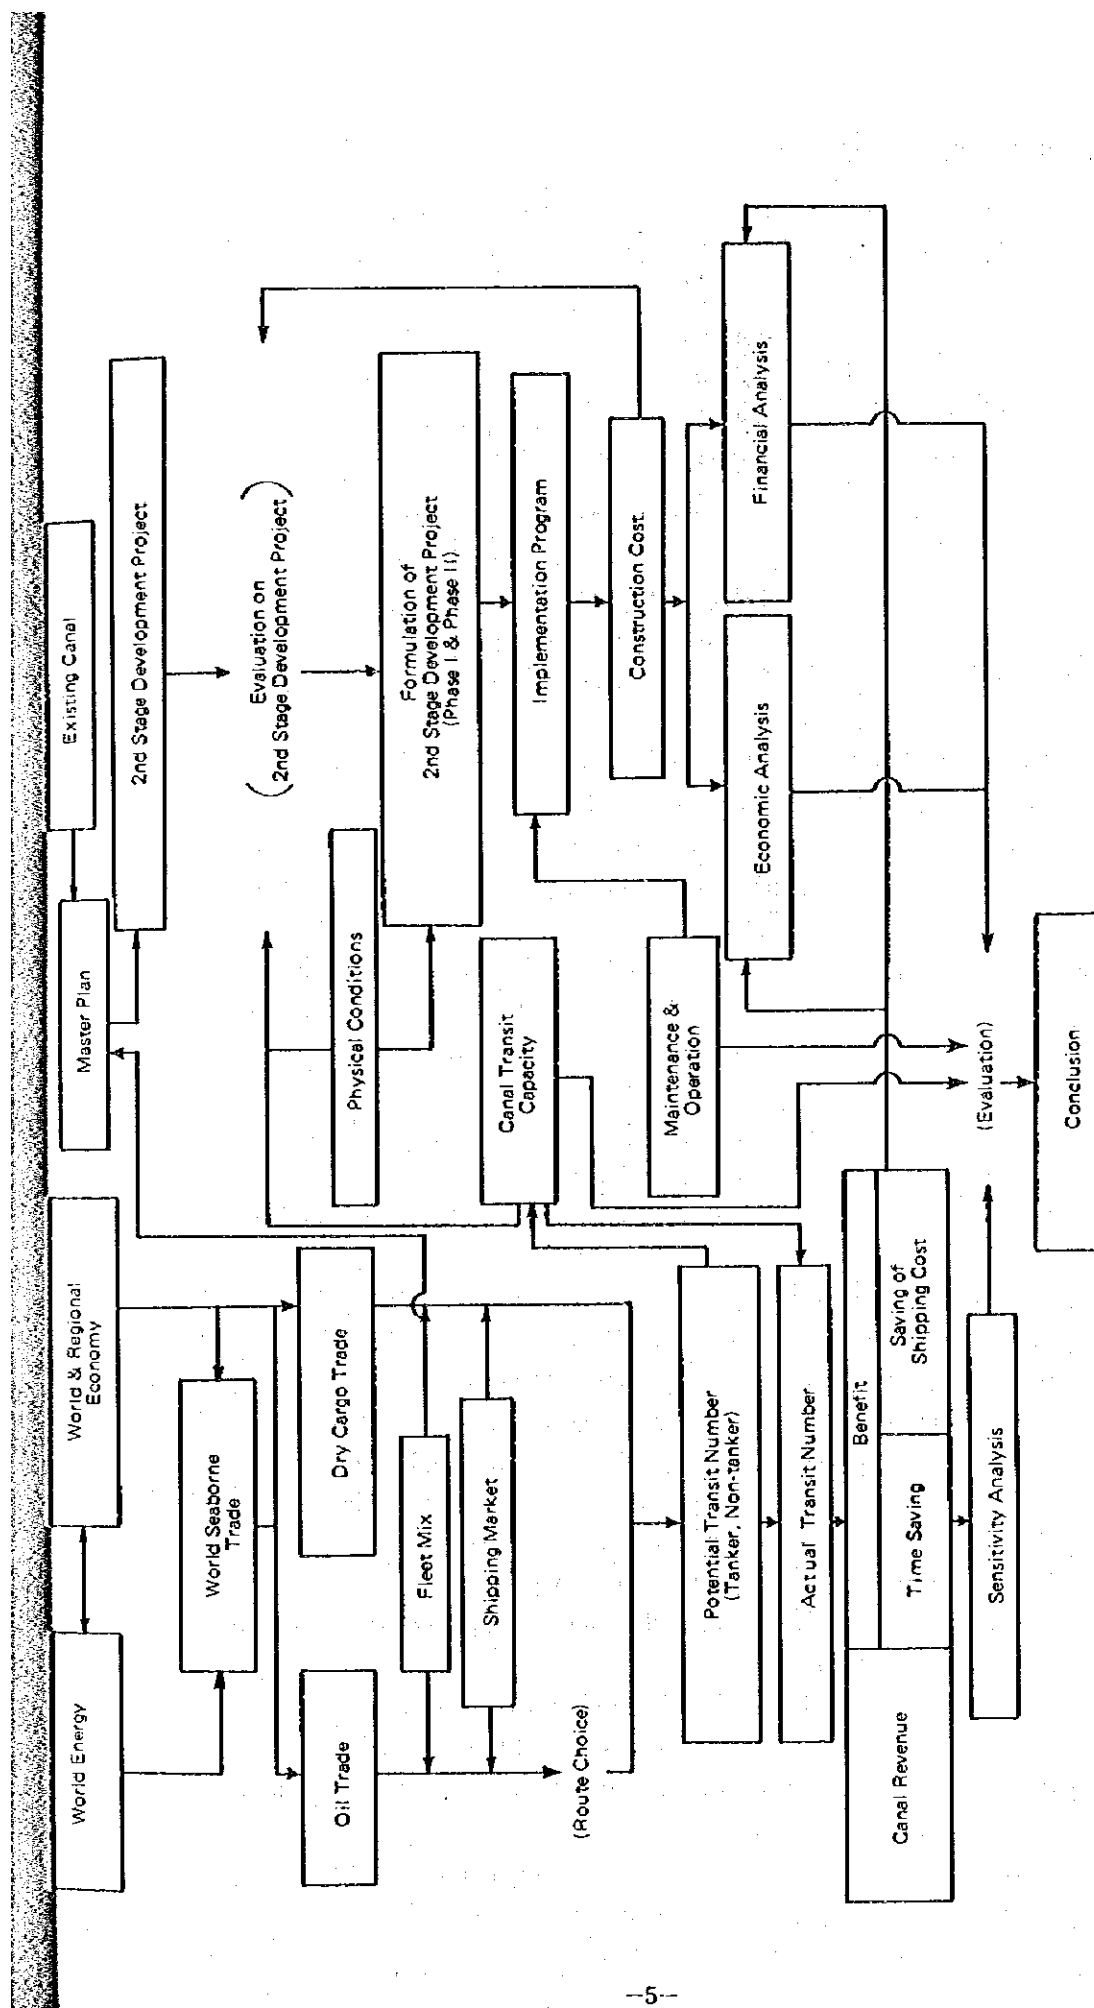 World Energy
World & Regional
Economy
Master Plan
Existing Canal
2nd Stage Development Project
World Seaborne
Trade
Evaluation on
(2nd Stage Development Project)
Oil Trade
Dry Cargo Trade
Physical Conditions
Fleet Mix
Formulation of
2nd Stage Development Project
(Phase I & Phase II)
Shipping Market
Canal Transit
Capacity
Implementation Program
(Route Choice)
Construction Cost
Potential Transit Number
(Tanker, Non-tanker)
Maintenance &
Operation
Actual Transit Number
Economic Analysis
Financial Analysis
Canal Revenue
Benefit
Time Saving
Saving of
Shipping Cost
Sensitivity Analysis
(Evaluation)
Conclusion
—5—